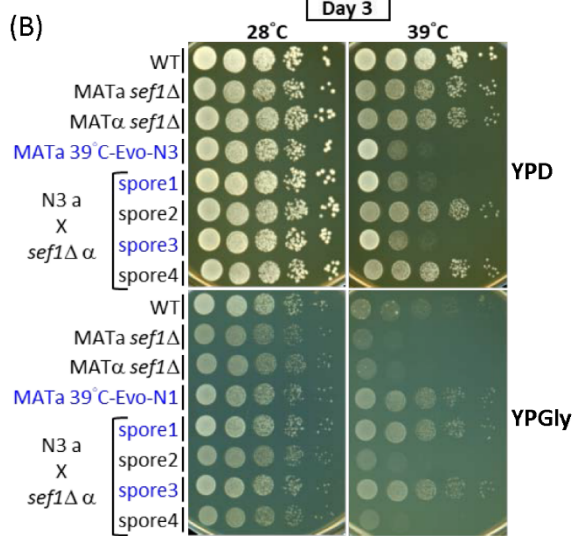 Day 3
(B)
28°C 39°C
WT
MATa sef1Δ
MATα sef1Δ
MATa 39°C-Evo-N3
N3 a
X
sef1Δ α
spore1
spore2
spore3
spore4
YPD
WT
MATa sef1Δ
MATα sef1Δ
MATa 39°C-Evo-N1
N3 a
X
sef1Δ α
spore1
spore2
spore3
spore4
YPGly